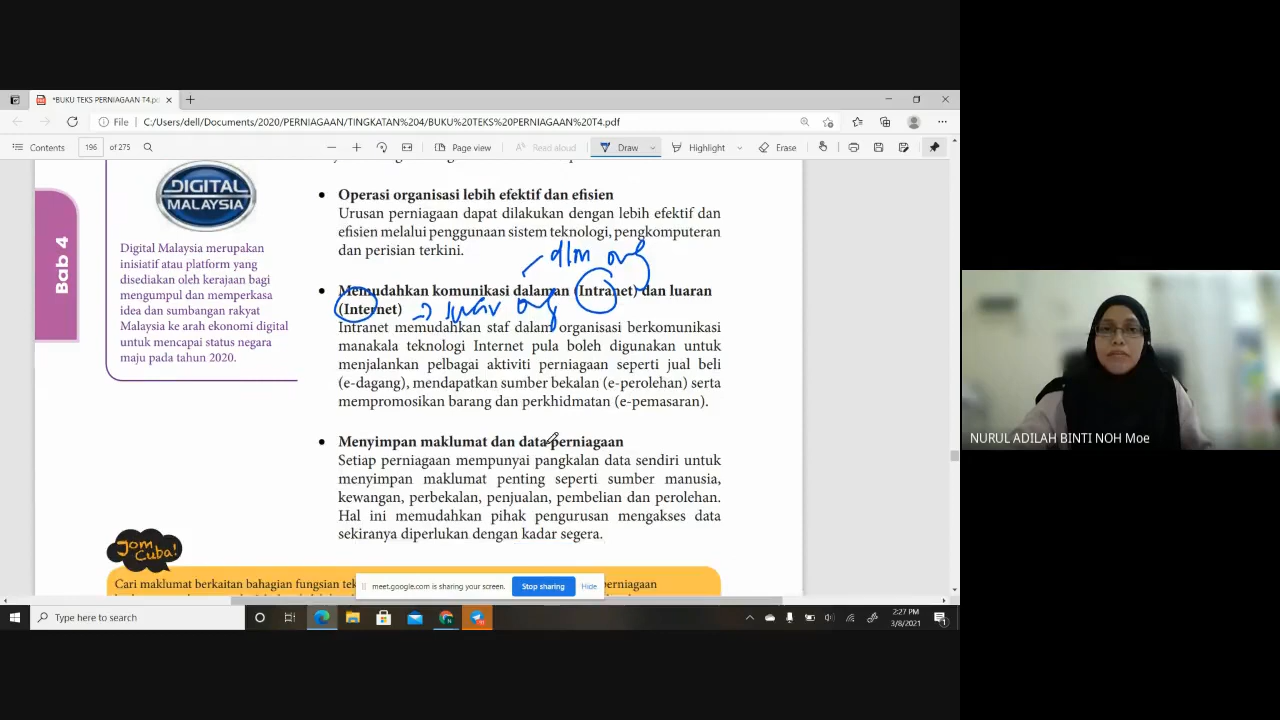 *BUKU TEKS PERNIAGAAN T4.pdf
File
C:/Users/dell/Documents/2020/PERNIAGAAN/TINGKATAN%204/BUKU%20TEKS%20PERNIAGAAN%20T4.pdf
Contents
196 of 275
Page view
Read aloud
Draw
Highlight
Erase
Bab 4
DIGITAL
MALAYSIA
Digital Malaysia merupakan
inisiatif atau platform yang
disediakan oleh kerajaan bagi
mengumpul dan memperkasa
idea dan sumbangan rakyat
Malaysia ke arah ekonomi digital
untuk mencapai status negara
maju pada tahun 2020.
• Operasi organisasi lebih efektif dan efisien
Urusan perniagaan dapat dilakukan dengan lebih efektif dan
efisien melalui penggunaan sistem teknologi, pengkomputeran
dan perisian terkini.
dlm org
• Memudahkan komunikasi dalaman (Intranet) dan luaran
(Internet)
→ luar org
Intranet memudahkan staf dalam organisasi berkomunikasi
manakala teknologi Internet pula boleh digunakan untuk
menjalankan pelbagai aktiviti perniagaan seperti jual beli
(e-dagang), mendapatkan sumber bekalan (e-perolehan) serta
mempromosikan barang dan perkhidmatan (e-pemasaran).
• Menyimpan maklumat dan data perniagaan
Setiap perniagaan mempunyai pangkalan data sendiri untuk
menyimpan maklumat penting seperti sumber manusia,
kewangan, perbekalan, penjualan, pembelian dan perolehan.
Hal ini memudahkan pihak pengurusan mengakses data
sekiranya diperlukan dengan kadar segera.
Jom
Cuba!
Cari maklumat berkaitan bahagian fungsian perniagaan
meet.google.com is sharing your screen.
Stop sharing
Hide
Type here to search
2:27 PM
3/8/2021
NURUL ADILAH BINTI NOH Moe